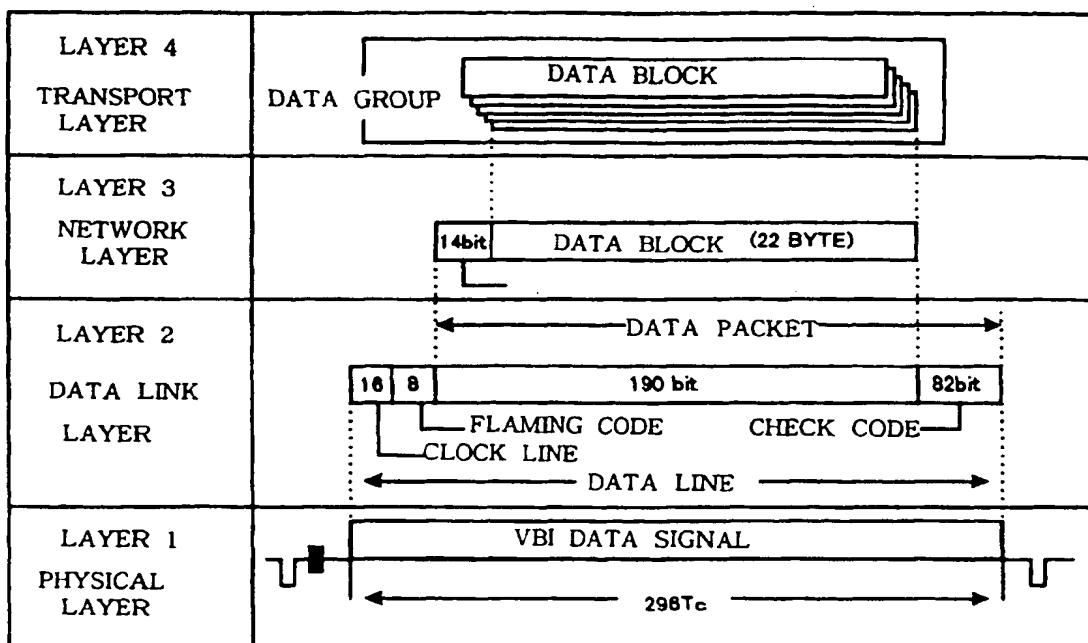 LAYER 4
TRANSPORT
LAYER
DATA GROUP
DATA BLOCK
LAYER 3
NETWORK
LAYER
14bit
DATA BLOCK (22 BYTE)
LAYER 2
DATA LINK
LAYER
DATA PACKET
16
8
190 bit
82bit
FLAMING CODE
CHECK CODE
CLOCK LINE
DATA LINE
LAYER 1
PHYSICAL
LAYER
VBI DATA SIGNAL
296Tc